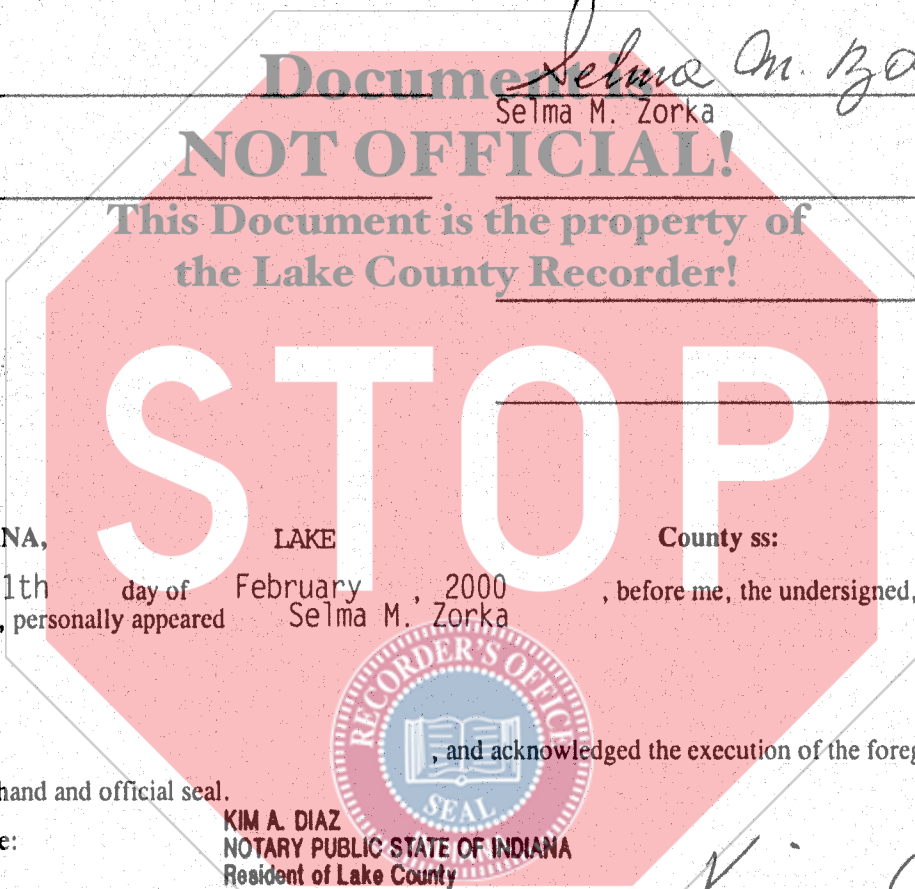 Document is
Selma M.
Selma M. Zorka
NOT OFFICIAL!
This Document is the property of
the Lake County Recorder!
STOP
NA, LAKE County ss:
1th day of February , 2000 , before me, the undersigned,
, personally appeared Selma M. Zorka
RECORDER'S OFFICE
, and acknowledged the execution of the foreg
hand and official seal.
SEAL
e:
KIM A. DIAZ
NOTARY PUBLIC STATE OF INDIANA
Resident of Lake County